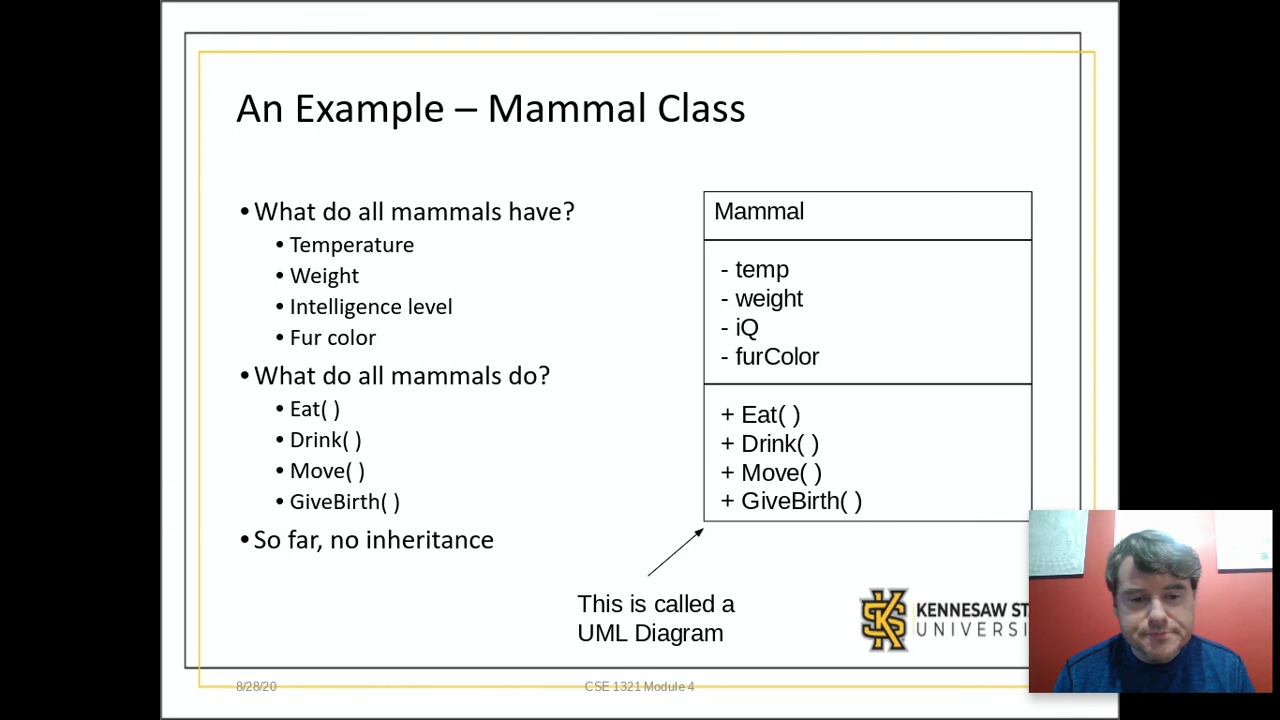 An Example – Mammal Class
• What do all mammals have?
• Temperature
• Weight
• Intelligence level
• Fur color
• What do all mammals do?
• Eat( )
• Drink( )
• Move( )
• GiveBirth( )
• So far, no inheritance
Mammal
- temp
- weight
- iQ
- furColor
+ Eat( )
+ Drink( )
+ Move( )
+ GiveBirth( )
This is called a
UML Diagram
KENNESAW ST
UNIVERSI
8/28/20
CSE 1321 Module 4